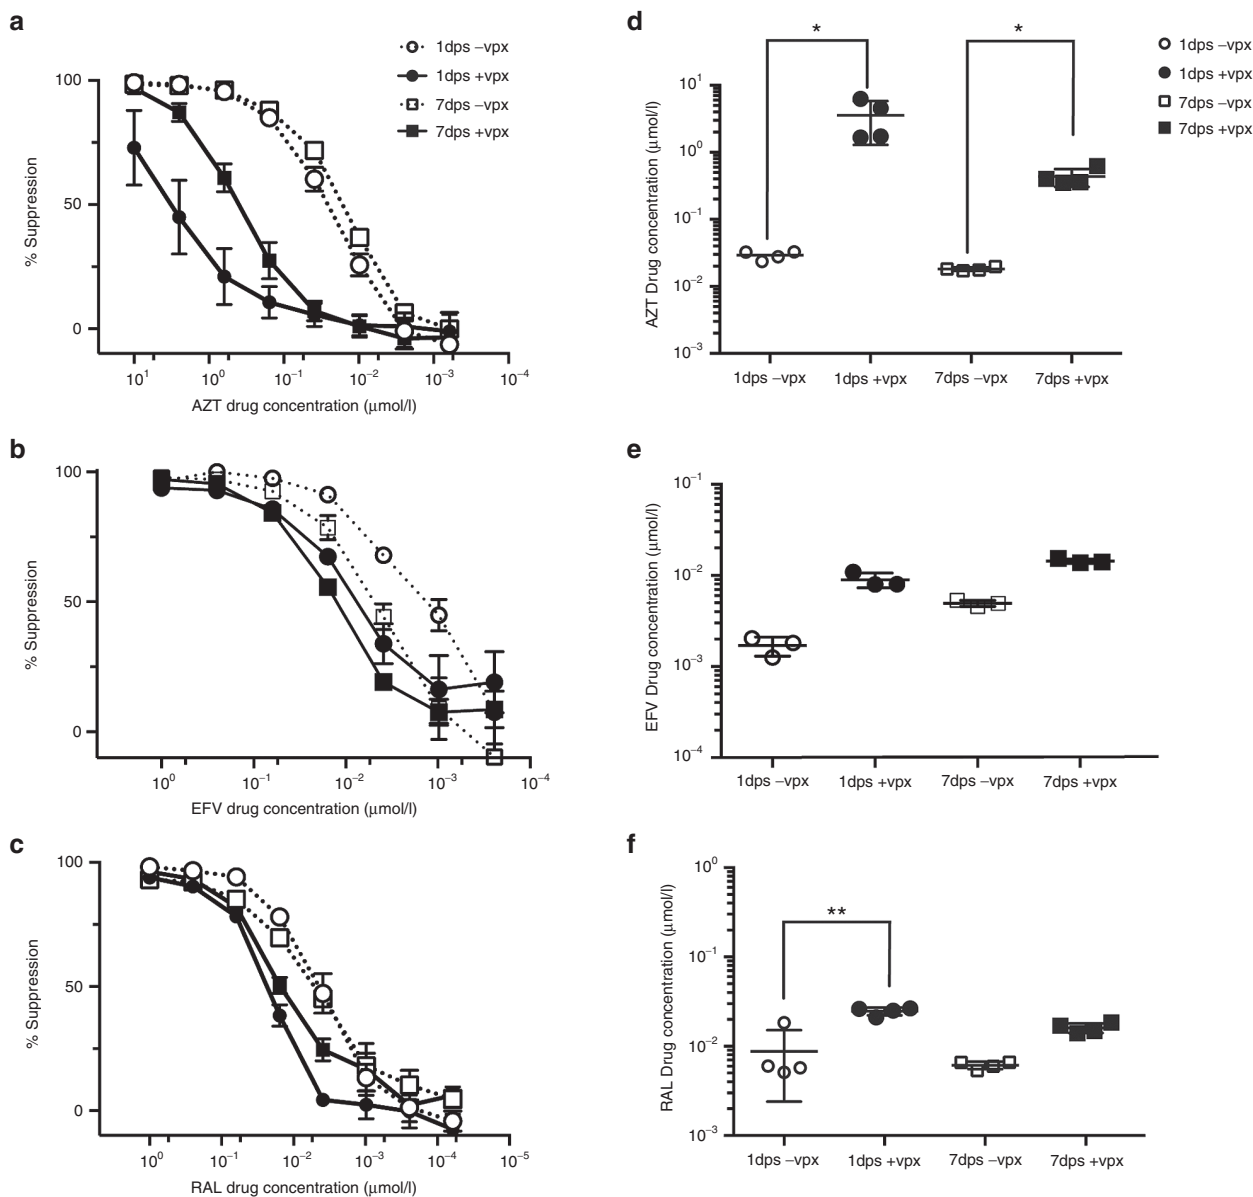 a
1dps –vpx
1dps +vpx
7dps –vpx
7dps +vpx
100
50
0
% Suppression
10¹ 10⁰ 10⁻¹ 10⁻² 10⁻³ 10⁻⁴
AZT drug concentration (μmol/l)
d
* *
1dps –vpx
1dps +vpx
7dps –vpx
7dps +vpx
10¹
10⁰
10⁻¹
10⁻²
10⁻³
AZT Drug concentration (μmol/l)
1dps –vpx 1dps +vpx 7dps –vpx 7dps +vpx
b
100
50
0
% Suppression
10⁰ 10⁻¹ 10⁻² 10⁻³ 10⁻⁴
EFV drug concentration (μmol/l)
e
10⁻¹
10⁻²
10⁻³
10⁻⁴
EFV Drug concentration (μmol/l)
1dps –vpx 1dps +vpx 7dps –vpx 7dps +vpx
c
100
50
0
% Suppression
10⁰ 10⁻¹ 10⁻² 10⁻³ 10⁻⁴ 10⁻⁵
RAL drug concentration (μmol/l)
f
**
10⁰
10⁻¹
10⁻²
10⁻³
RAL Drug concentration (μmol/l)
1dps –vpx 1dps +vpx 7dps –vpx 7dps +vpx